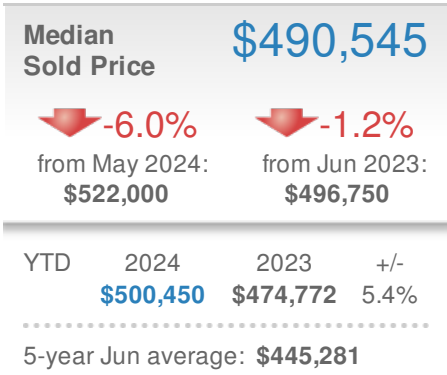 Median
Sold Price
$490,545
-6.0% -1.2%
from May 2024: from Jun 2023:
$522,000 $496,750
YTD 2024 2023 +/-
$500,450 $474,772 5.4%
5-year Jun average: $445,281